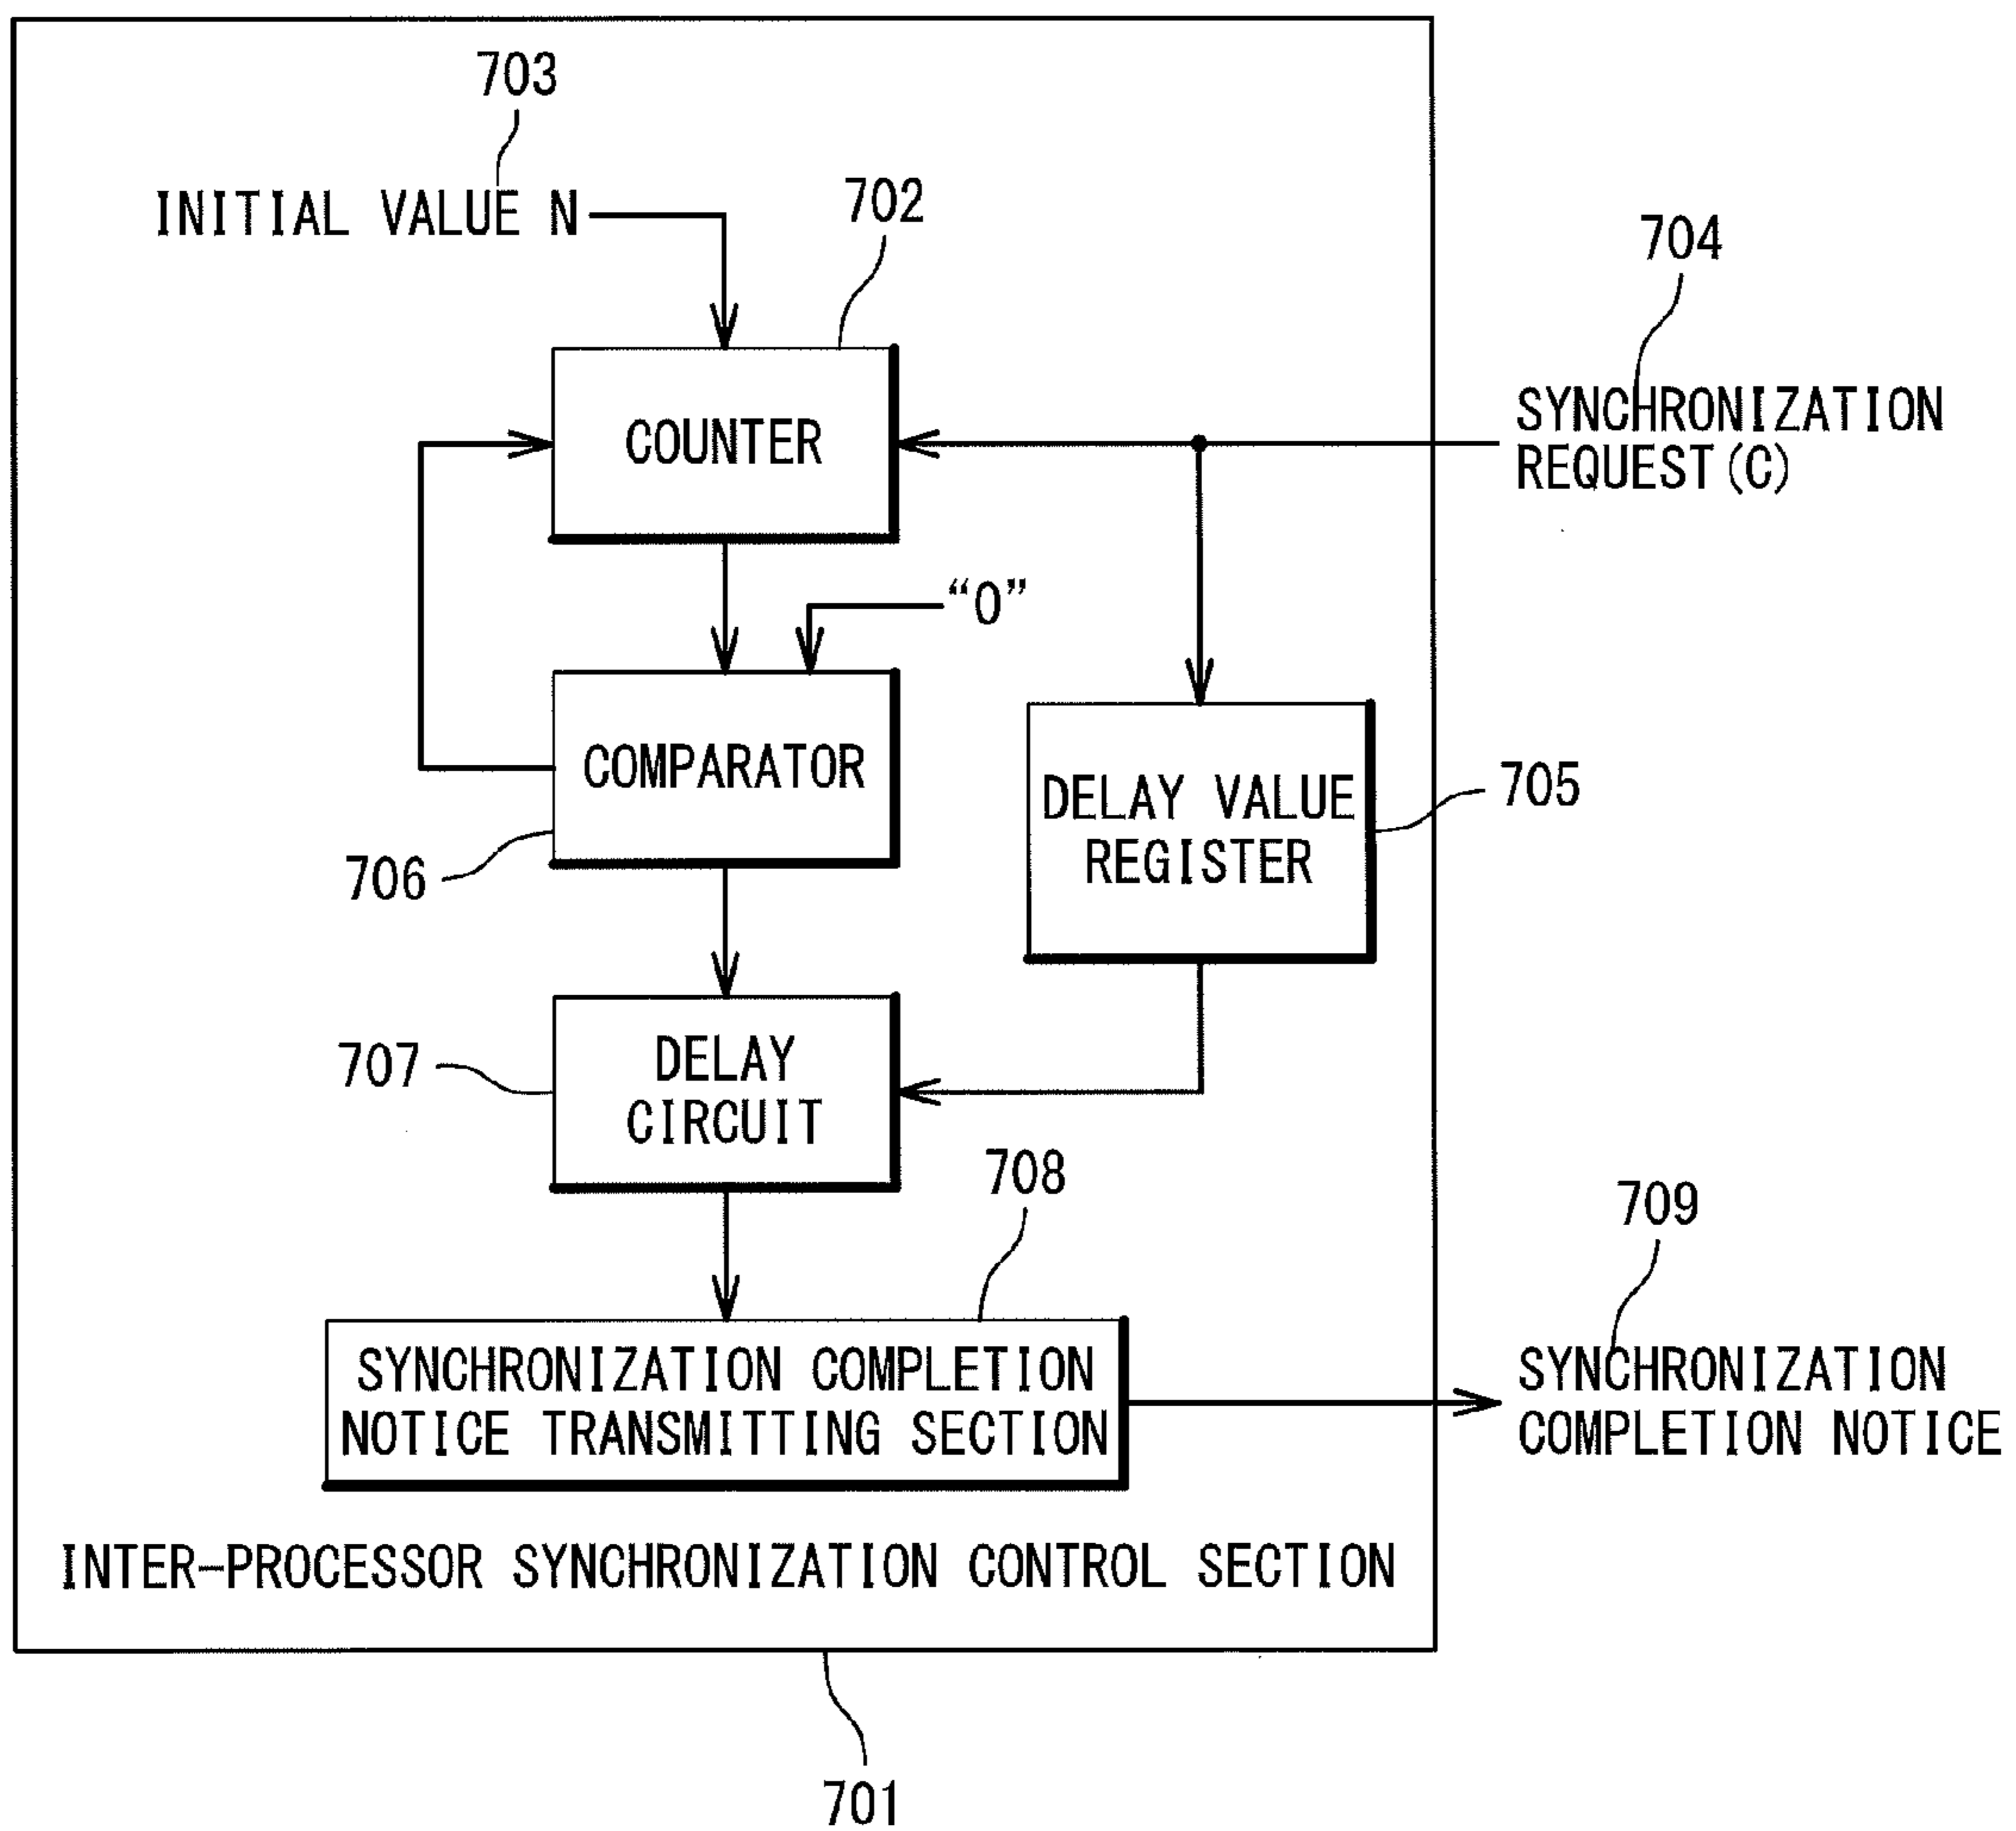 703
INITIAL VALUE N
702
704
SYNCHRONIZATION
REQUEST(C)
COUNTER
“0”
COMPARATOR
706
DELAY VALUE
REGISTER
705
707
DELAY
CIRCUIT
708
709
SYNCHRONIZATION COMPLETION
NOTICE TRANSMITTING SECTION
SYNCHRONIZATION
COMPLETION NOTICE
INTER-PROCESSOR SYNCHRONIZATION CONTROL SECTION
701